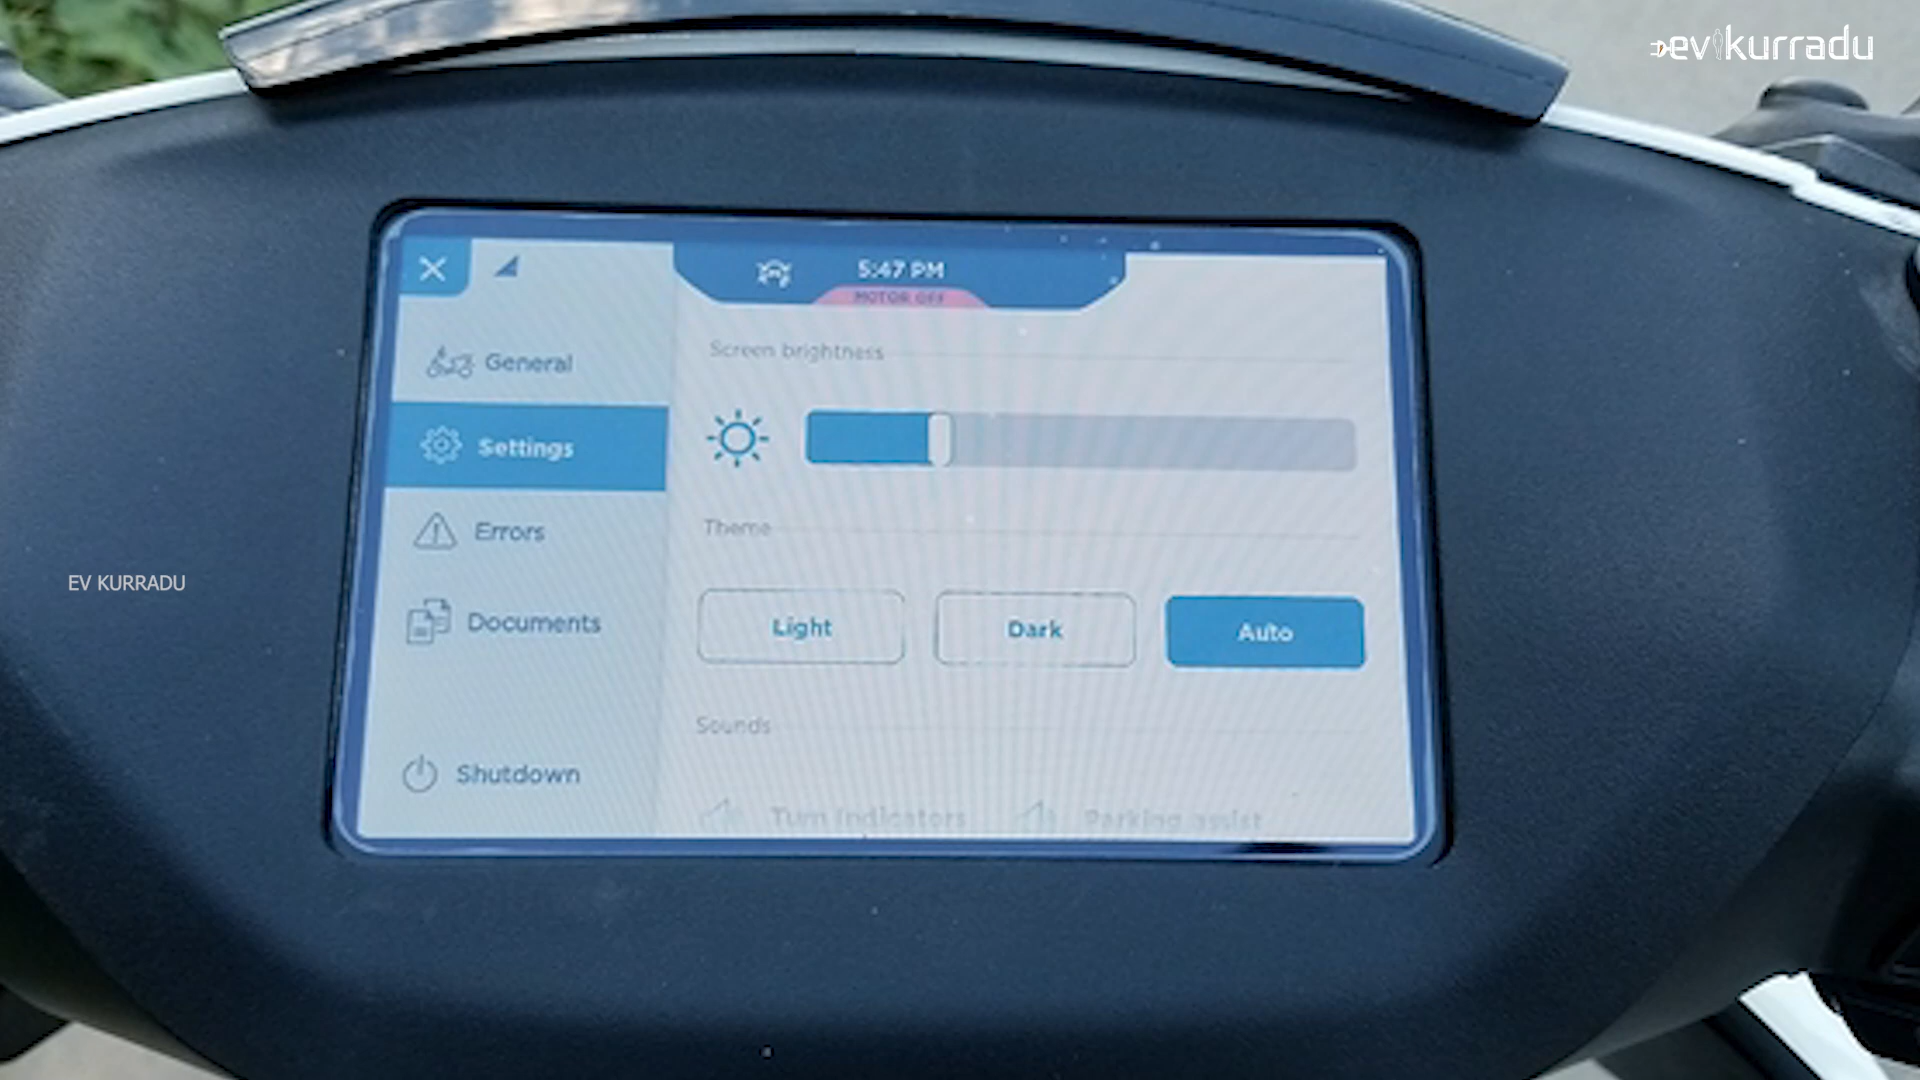 evkurradu
5:47 PM
MOTOR OFF
General
Screen brightness
Settings
Errors
Theme
EV KURRADU
Documents
Light
Dark
Auto
Sounds
Shutdown
Turn Indicators
Parking assist